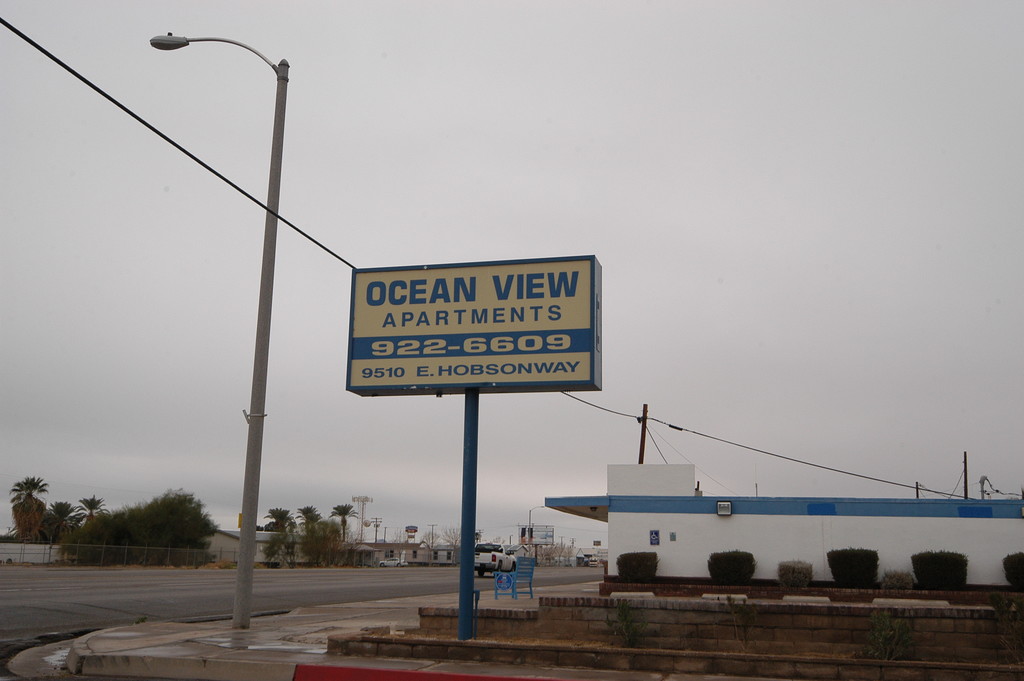 OCEAN VIEW
APARTMENTS
922-6609
9510 E. HOBSONWAY